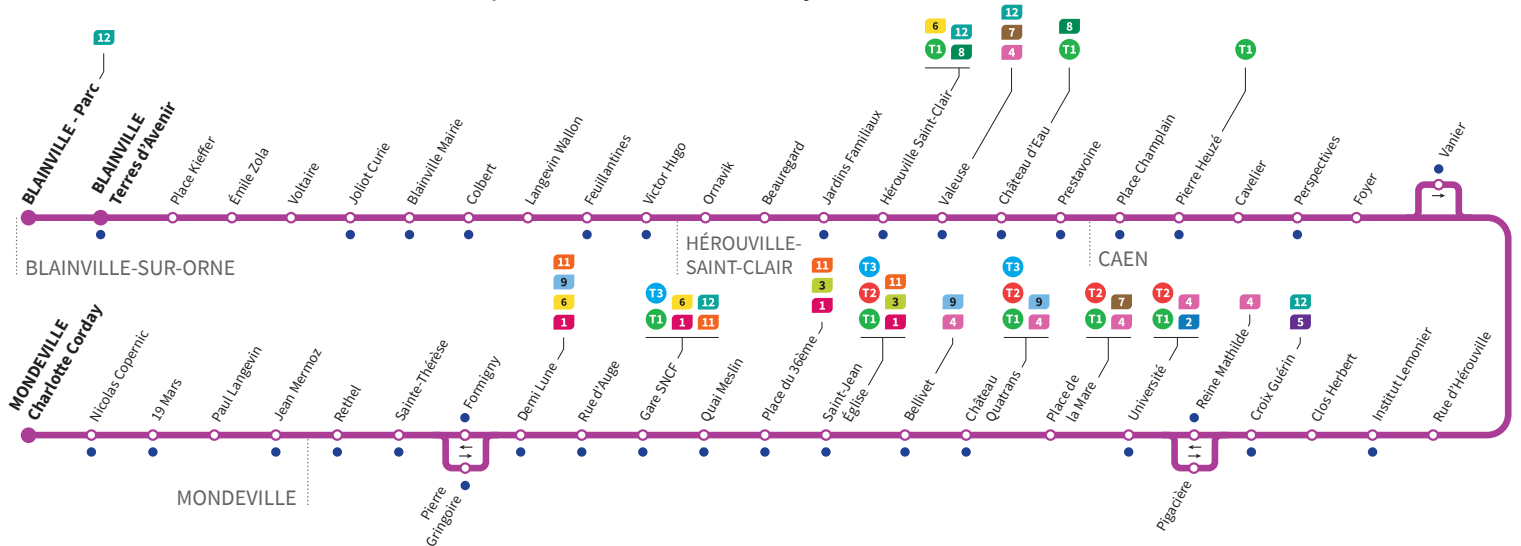 12
BLAINVILLE - Parc
BLAINVILLE
Terres d'Avenir
Place Kieffer
Émile Zola
Voltaire
Joliot Curie
Blainville Mairie
Colbert
Langevin Wallon
Feuillantines
Victor Hugo
Ornavik
Beauregard
Jardins Familiaux
6
12
T1
8
Hérouville Saint-Clair
12
7
4
Valeuse
8
T1
Château d'Eau
Prestavoine
Place Champlain
T1
Pierre Heuzé
Cavelier
Perspectives
Foyer
Vanier
→
BLAINVILLE-SUR-ORNE
HÉROUVILLE-
SAINT-CLAIR
CAEN
MONDEVILLE
Charlotte Corday
Nicolas Copernic
19 Mars
Paul Langevin
Jean Mermoz
Rethel
Sainte-Thérèse
Formigny
←
→
Pierre
Gringoire
11
9
6
1
Demi Lune
Rue d'Auge
T3
6
12
T1
1
11
Gare SNCF
Quai Meslin
11
3
1
Place du 36ème
T3
T2
11
3
T1
1
Saint-Jean
Église
9
4
Bellivet
T3
T2
9
T1
4
Château
Quatrans
T2
7
T1
4
Place de
la Mare
T2
4
T1
2
Université
4
Reine Mathilde
←
→
Pigacière
12
5
Croix Guérin
Clos Herbert
Institut Lemonier
Rue d'Hérouville
MONDEVILLE